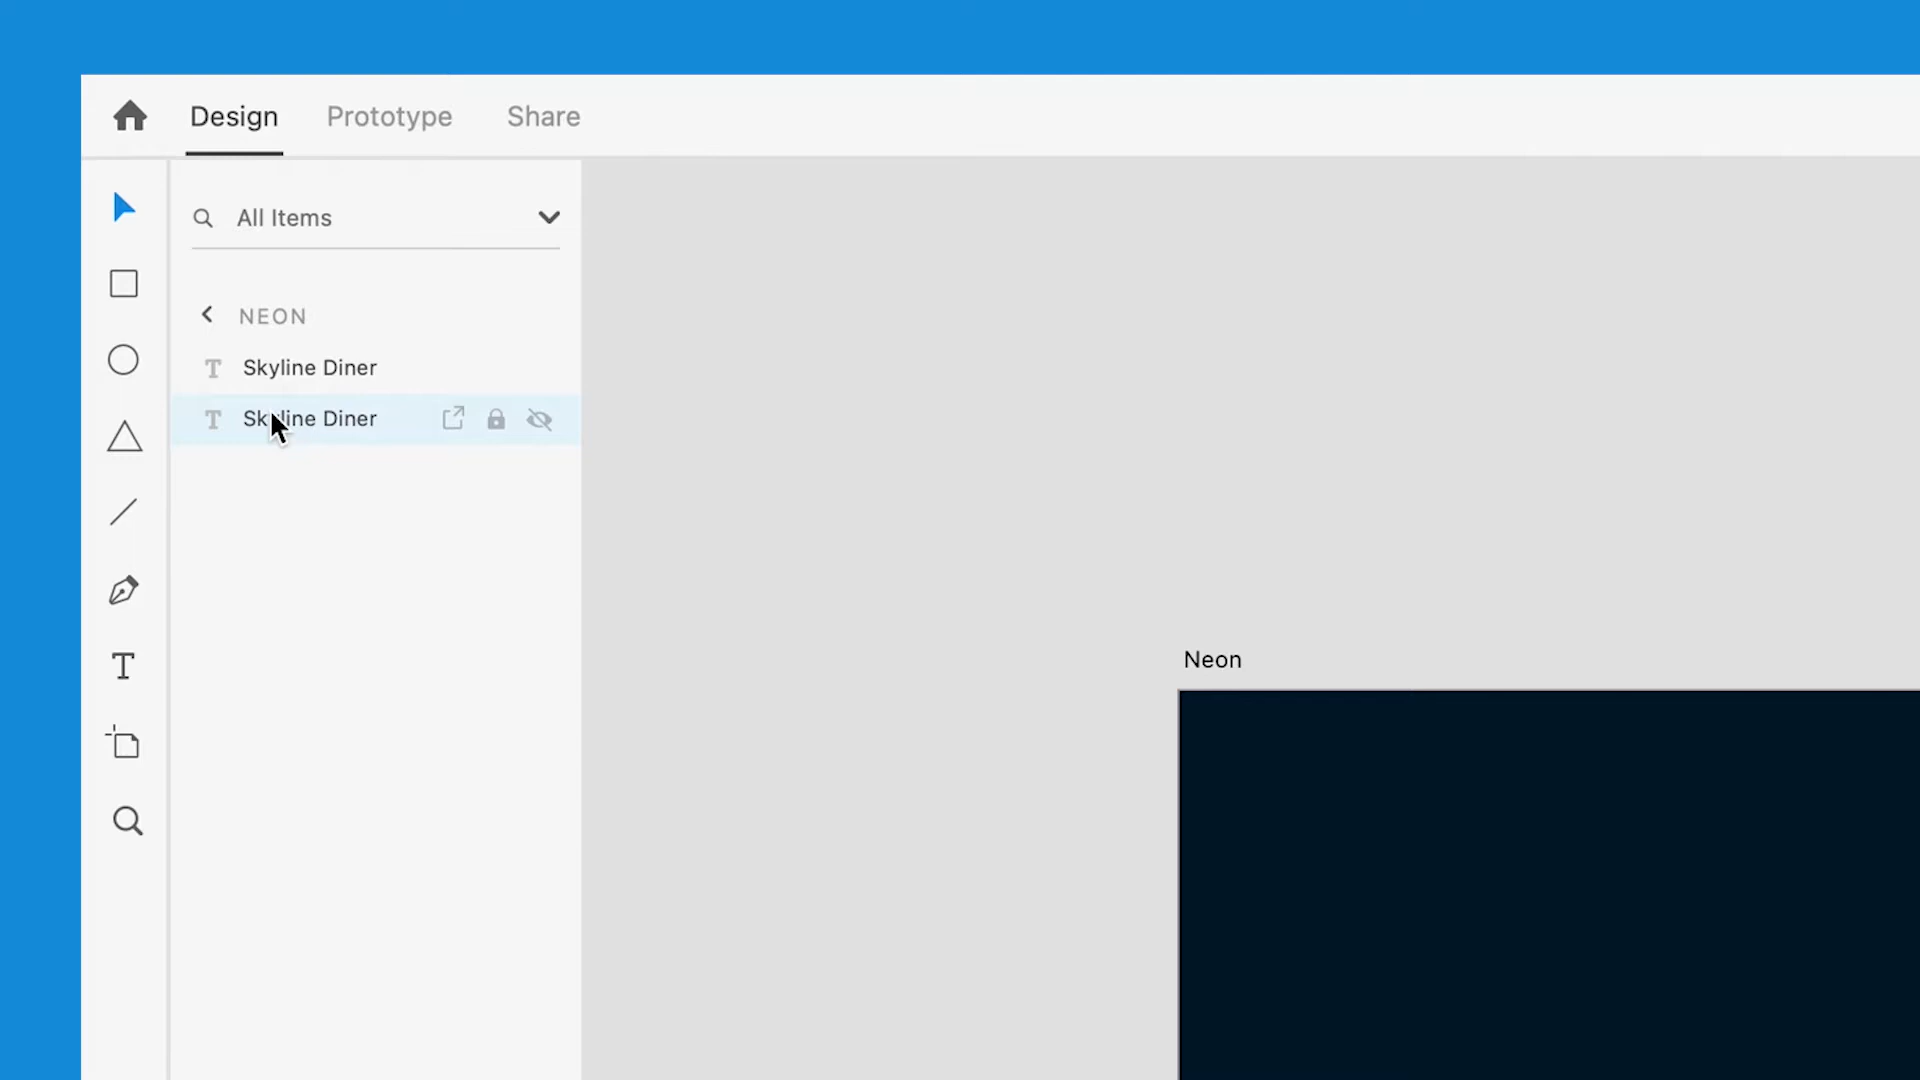 Design Prototype Share
All Items
NEON
Skyline Diner
Skyline Diner
Neon